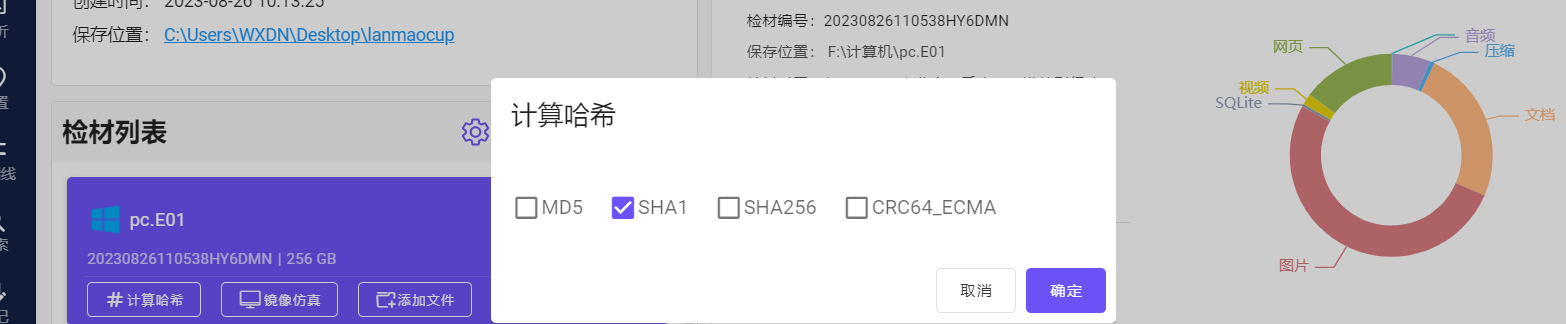 创建时间： 2023-08-26 10:13:25
保存位置： C:\Users\WXDN\Desktop\lanmaocup
检材列表
pc.E01
20230826110538HY6DMN | 256 GB
计算哈希
镜像仿真
添加文件
计算哈希
MD5
SHA1
SHA256
CRC64_ECMA
取消
确定
检材编号：20230826110538HY6DMN
保存位置： F:\计算机\pc.E01
网页
音频
压缩
视频
SQLite
文档
图片
析
置
线
索
记